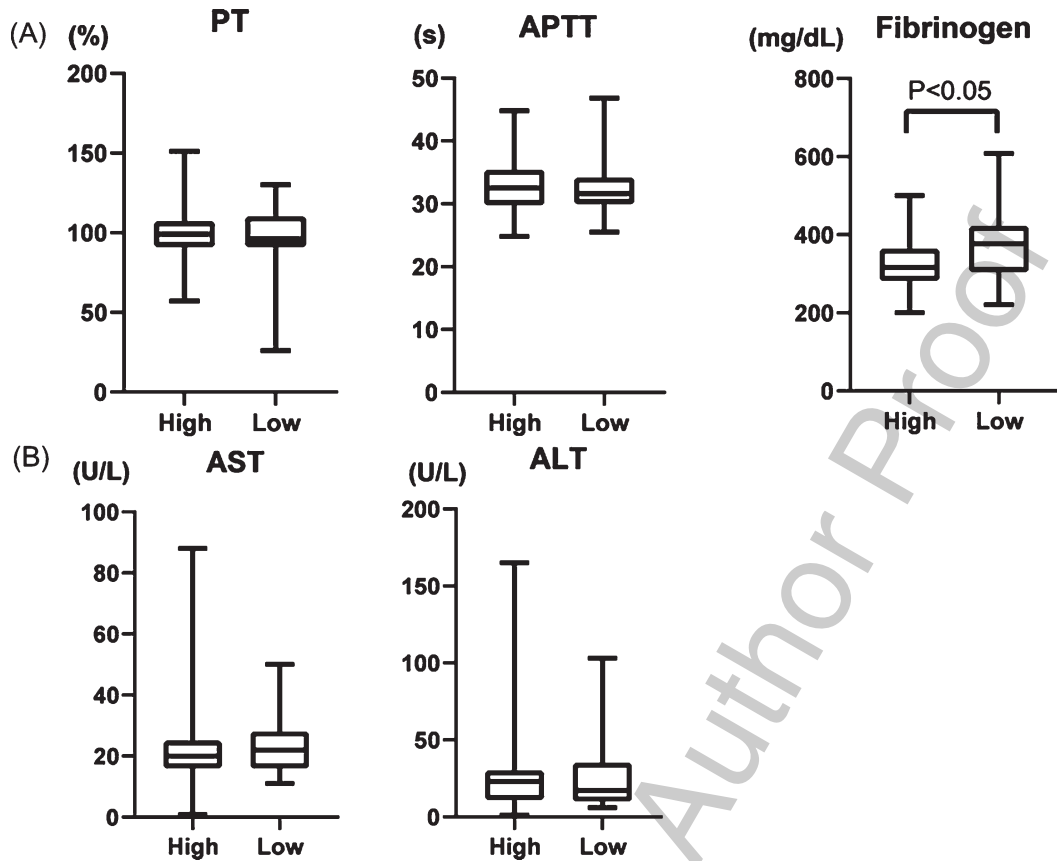 (A) (%) PT
200
150
100
50
0
High Low
(s) APTT
50
40
30
20
10
0
High Low
(mg/dL) Fibrinogen
P<0.05
800
600
400
200
0
High Low
(B) (U/L) AST
100
80
60
40
20
0
High Low
(U/L) ALT
200
150
100
50
0
High Low
Author Proof